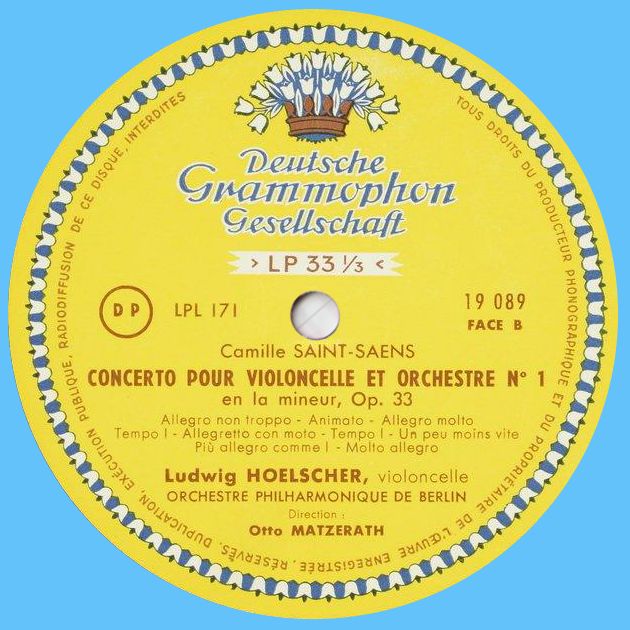 TOUS DROITS DU PRODUCTEUR PHONOGRAPHIQUE ET DU PROPRIÉTAIRE DE L'ŒUVRE ENREGISTRÉE, RÉSERVÉS. DUPLICATION, EXÉCUTION PUBLIQUE, RADIODIFFUSION DE CE DISQUE, INTERDITES
Deutsche
Grammophon
Gesellschaft
> LP 33 1/3 <
DP LPL 171 19 089
FACE B
Camille SAINT-SAENS
CONCERTO POUR VIOLONCELLE ET ORCHESTRE N° 1
en la mineur, Op. 33
Allegro non troppo - Animato - Allegro molto
Tempo I - Allegretto con moto - Tempo I - Un peu moins vite
Più allegro comme I - Molto allegro
Ludwig HOELSCHER, violoncelle
ORCHESTRE PHILHARMONIQUE DE BERLIN
Direction :
Otto MATZERATH